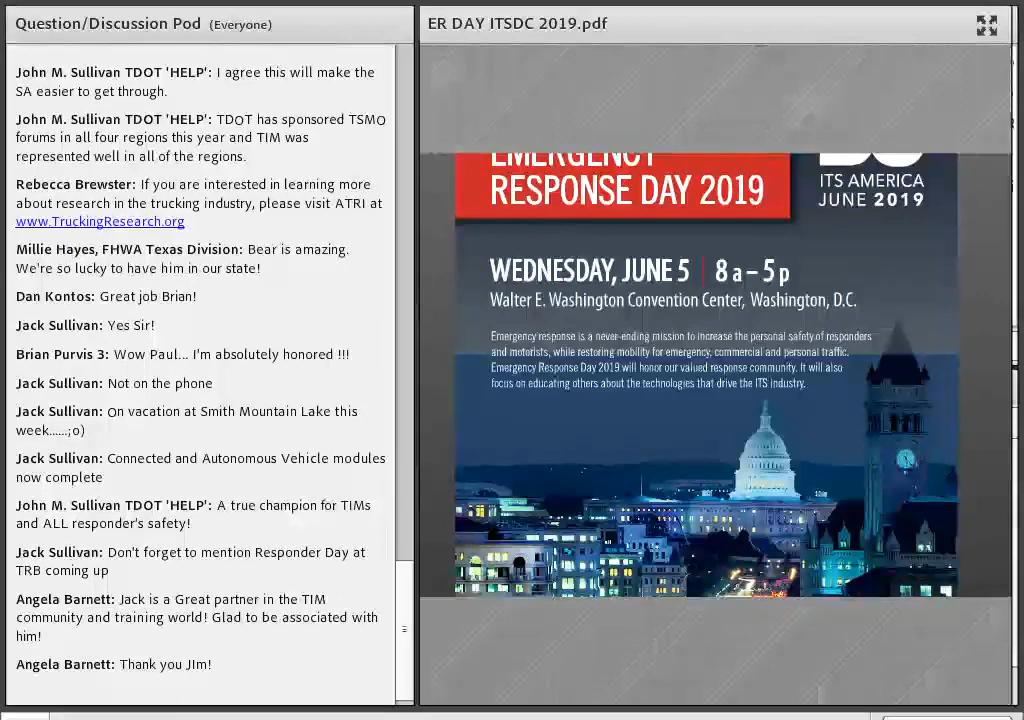 Question/Discussion Pod (Everyone)
John M. Sullivan TDOT 'HELP': I agree this will make the
SA easier to get through.
John M. Sullivan TDOT 'HELP': TDOT has sponsored TSMO
forums in all four regions this year and TIM was
represented well in all of the regions.
Rebecca Brewster: If you are interested in learning more
about research in the trucking industry, please visit ATRI at
www.TruckingResearch.org
Millie Hayes, FHWA Texas Division: Bear is amazing.
We're so lucky to have him in our state!
Dan Kontos: Great job Brian!
Jack Sullivan: Yes Sir!
Brian Purvis 3: Wow Paul... I'm absolutely honored !!!
Jack Sullivan: Not on the phone
Jack Sullivan: On vacation at Smith Mountain Lake this
week......;o)
Jack Sullivan: Connected and Autonomous Vehicle modules
now complete
John M. Sullivan TDOT 'HELP': A true champion for TIMs
and ALL responder's safety!
Jack Sullivan: Don't forget to mention Responder Day at
TRB coming up
Angela Barnett: Jack is a Great partner in the TIM
community and training world! Glad to be associated with
him!
Angela Barnett: Thank you JIm!
ER DAY ITSDC 2019.pdf
EMERGENCY
RESPONSE DAY 2019
ITS AMERICA
JUNE 2019
WEDNESDAY, JUNE 5 | 8 a – 5 p
Walter E. Washington Convention Center, Washington, D.C.
Emergency response is a never-ending mission to increase the personal safety of responders
and motorists, while restoring mobility for emergency, commercial and personal traffic.
Emergency Response Day 2019 will honor our valued response community. It will also
focus on educating others about the technologies that drive the ITS industry.